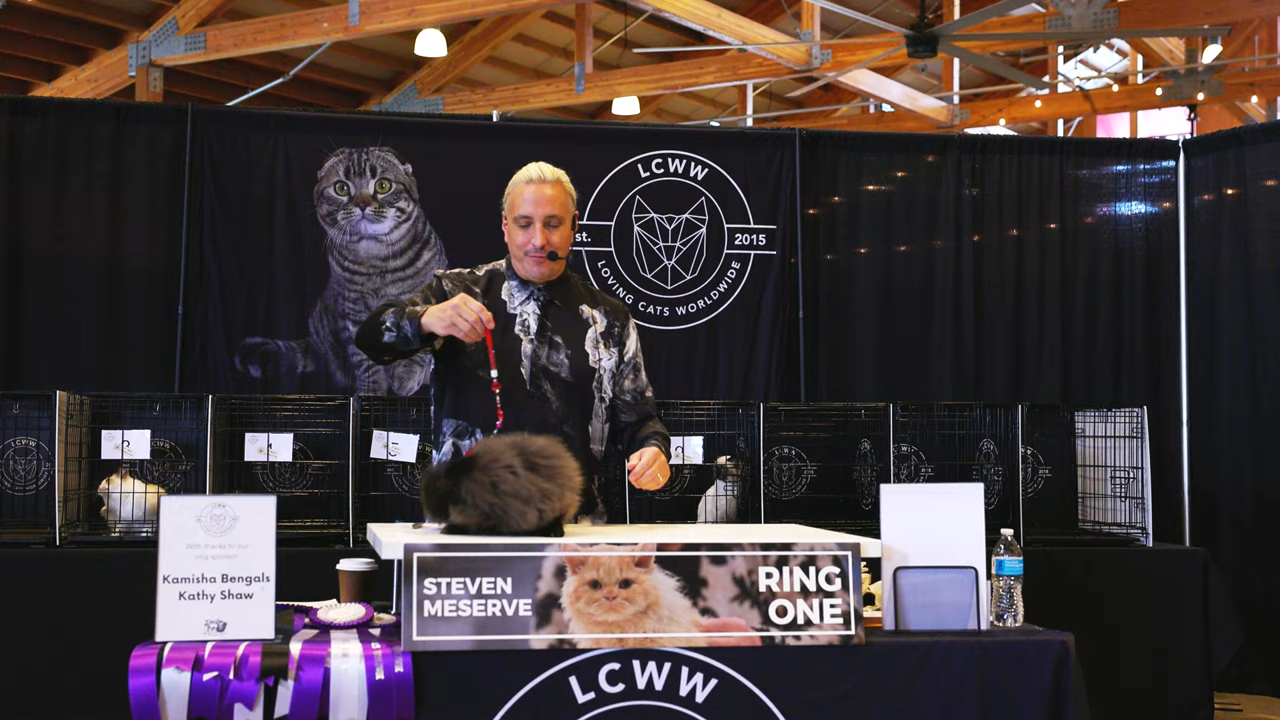 LCWW
Est. 2015
LOVING CATS WORLDWIDE
With thanks to our
ring sponsor
Kamisha Bengals
Kathy Shaw
STEVEN
MESERVE
RING
ONE
LCWW